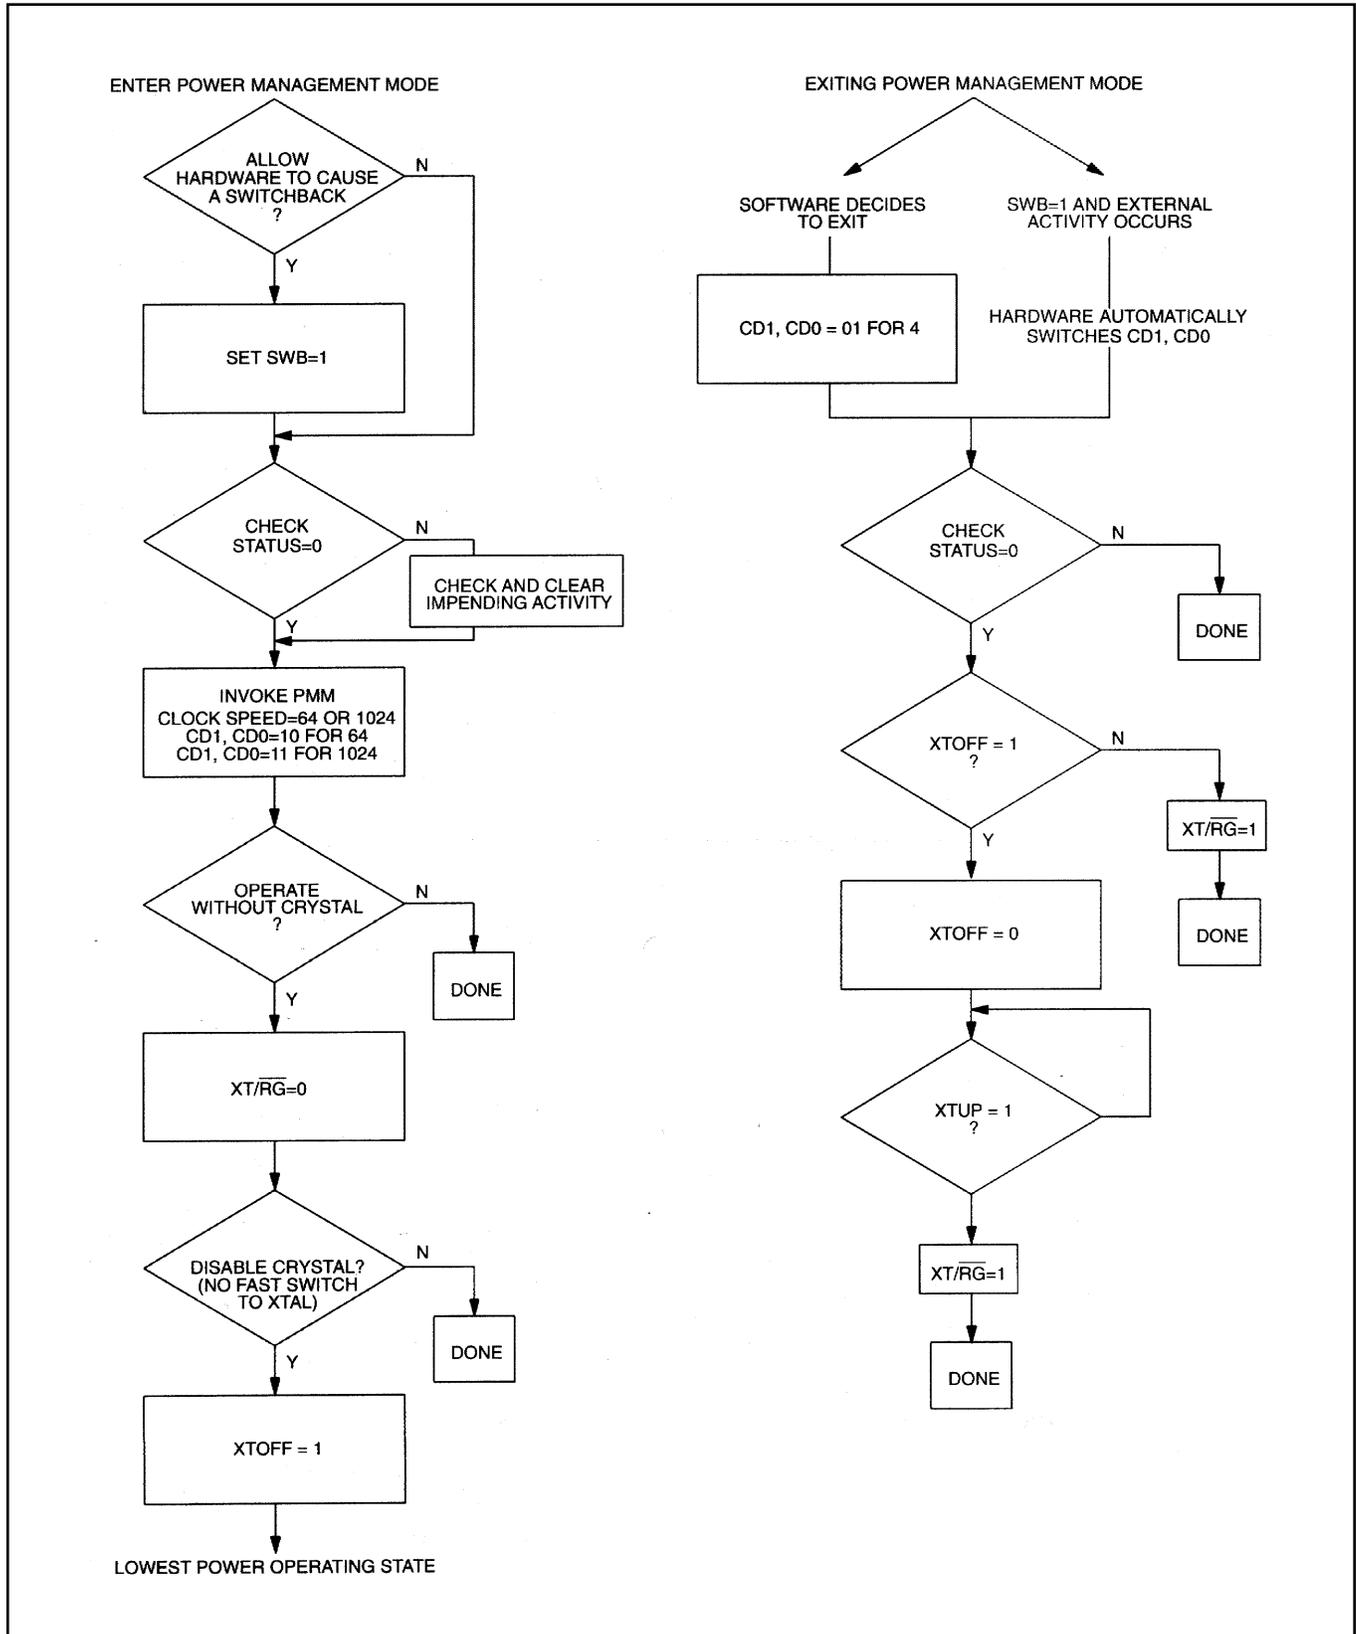 ENTER POWER MANAGEMENT MODE
ALLOW
HARDWARE TO CAUSE
A SWITCHBACK
?
N
Y
SET SWB=1
CHECK
STATUS=0
N
CHECK AND CLEAR
IMPENDING ACTIVITY
Y
INVOKE PMM
CLOCK SPEED=64 OR 1024
CD1, CD0=10 FOR 64
CD1, CD0=11 FOR 1024
OPERATE
WITHOUT CRYSTAL
?
N
DONE
Y
XT/R̅G̅=0
DISABLE CRYSTAL?
(NO FAST SWITCH
TO XTAL)
N
DONE
Y
XTOFF = 1
LOWEST POWER OPERATING STATE
EXITING POWER MANAGEMENT MODE
SOFTWARE DECIDES
TO EXIT
SWB=1 AND EXTERNAL
ACTIVITY OCCURS
CD1, CD0 = 01 FOR 4
HARDWARE AUTOMATICALLY
SWITCHES CD1, CD0
CHECK
STATUS=0
N
DONE
Y
XTOFF = 1
?
N
XT/R̅G̅=1
DONE
Y
XTOFF = 0
XTUP = 1
?
XT/R̅G̅=1
DONE